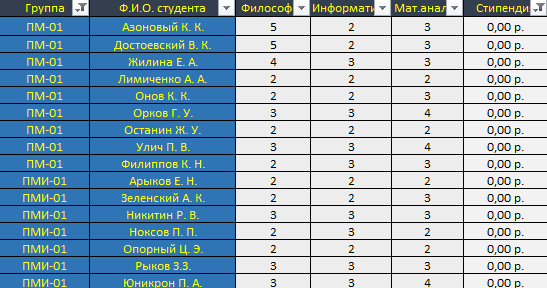 Группа Ф.И.О. студента Философ Информати Мат.анал Стипенди
ПМ-01 Азоновый К. К. 5 2 3 0,00 р.
ПМ-01 Достоевский В. К. 5 2 3 0,00 р.
ПМ-01 Жилина Е. А. 4 3 3 0,00 р.
ПМ-01 Лимиченко А. А. 2 2 2 0,00 р.
ПМ-01 Онов К. К. 2 2 3 0,00 р.
ПМ-01 Орков Г. У. 3 3 4 0,00 р.
ПМ-01 Останин Ж. У. 2 2 2 0,00 р.
ПМ-01 Улич П. В. 3 3 4 0,00 р.
ПМ-01 Филиппов К. Н. 2 2 3 0,00 р.
ПМИ-01 Арыков Е. Н. 2 2 2 0,00 р.
ПМИ-01 Зеленский А. К. 2 2 3 0,00 р.
ПМИ-01 Никитин Р. В. 3 3 3 0,00 р.
ПМИ-01 Ноксов П. П. 2 2 3 0,00 р.
ПМИ-01 Опорный Ц. Э. 2 2 2 0,00 р.
ПМИ-01 Рыков З.З. 3 3 3 0,00 р.
ПМИ-01 Юникрон П. А. 3 3 4 0,00 р.